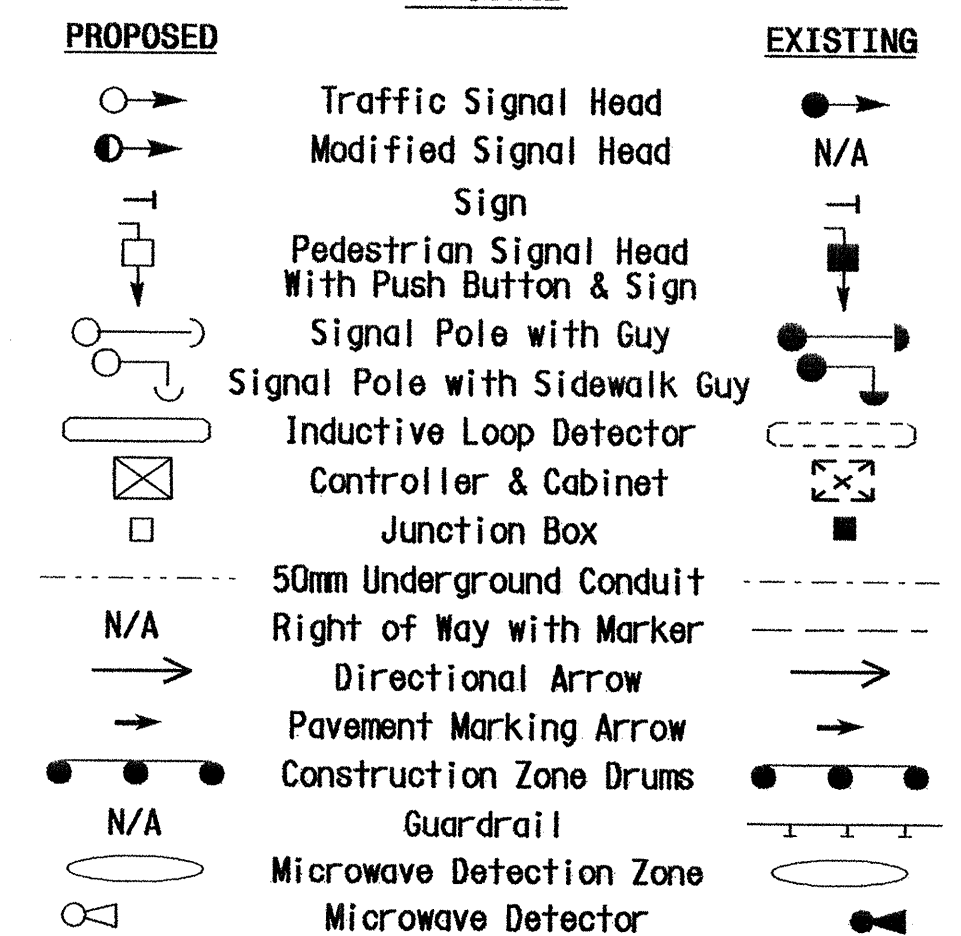 PROPOSED EXISTING
Traffic Signal Head
Modified Signal Head N/A
Sign
Pedestrian Signal Head
With Push Button & Sign
Signal Pole with Guy
Signal Pole with Sidewalk Guy
Inductive Loop Detector
Controller & Cabinet
Junction Box
50mm Underground Conduit
N/A Right of Way with Marker
Directional Arrow
Pavement Marking Arrow
Construction Zone Drums
N/A Guardrail
Microwave Detection Zone
Microwave Detector